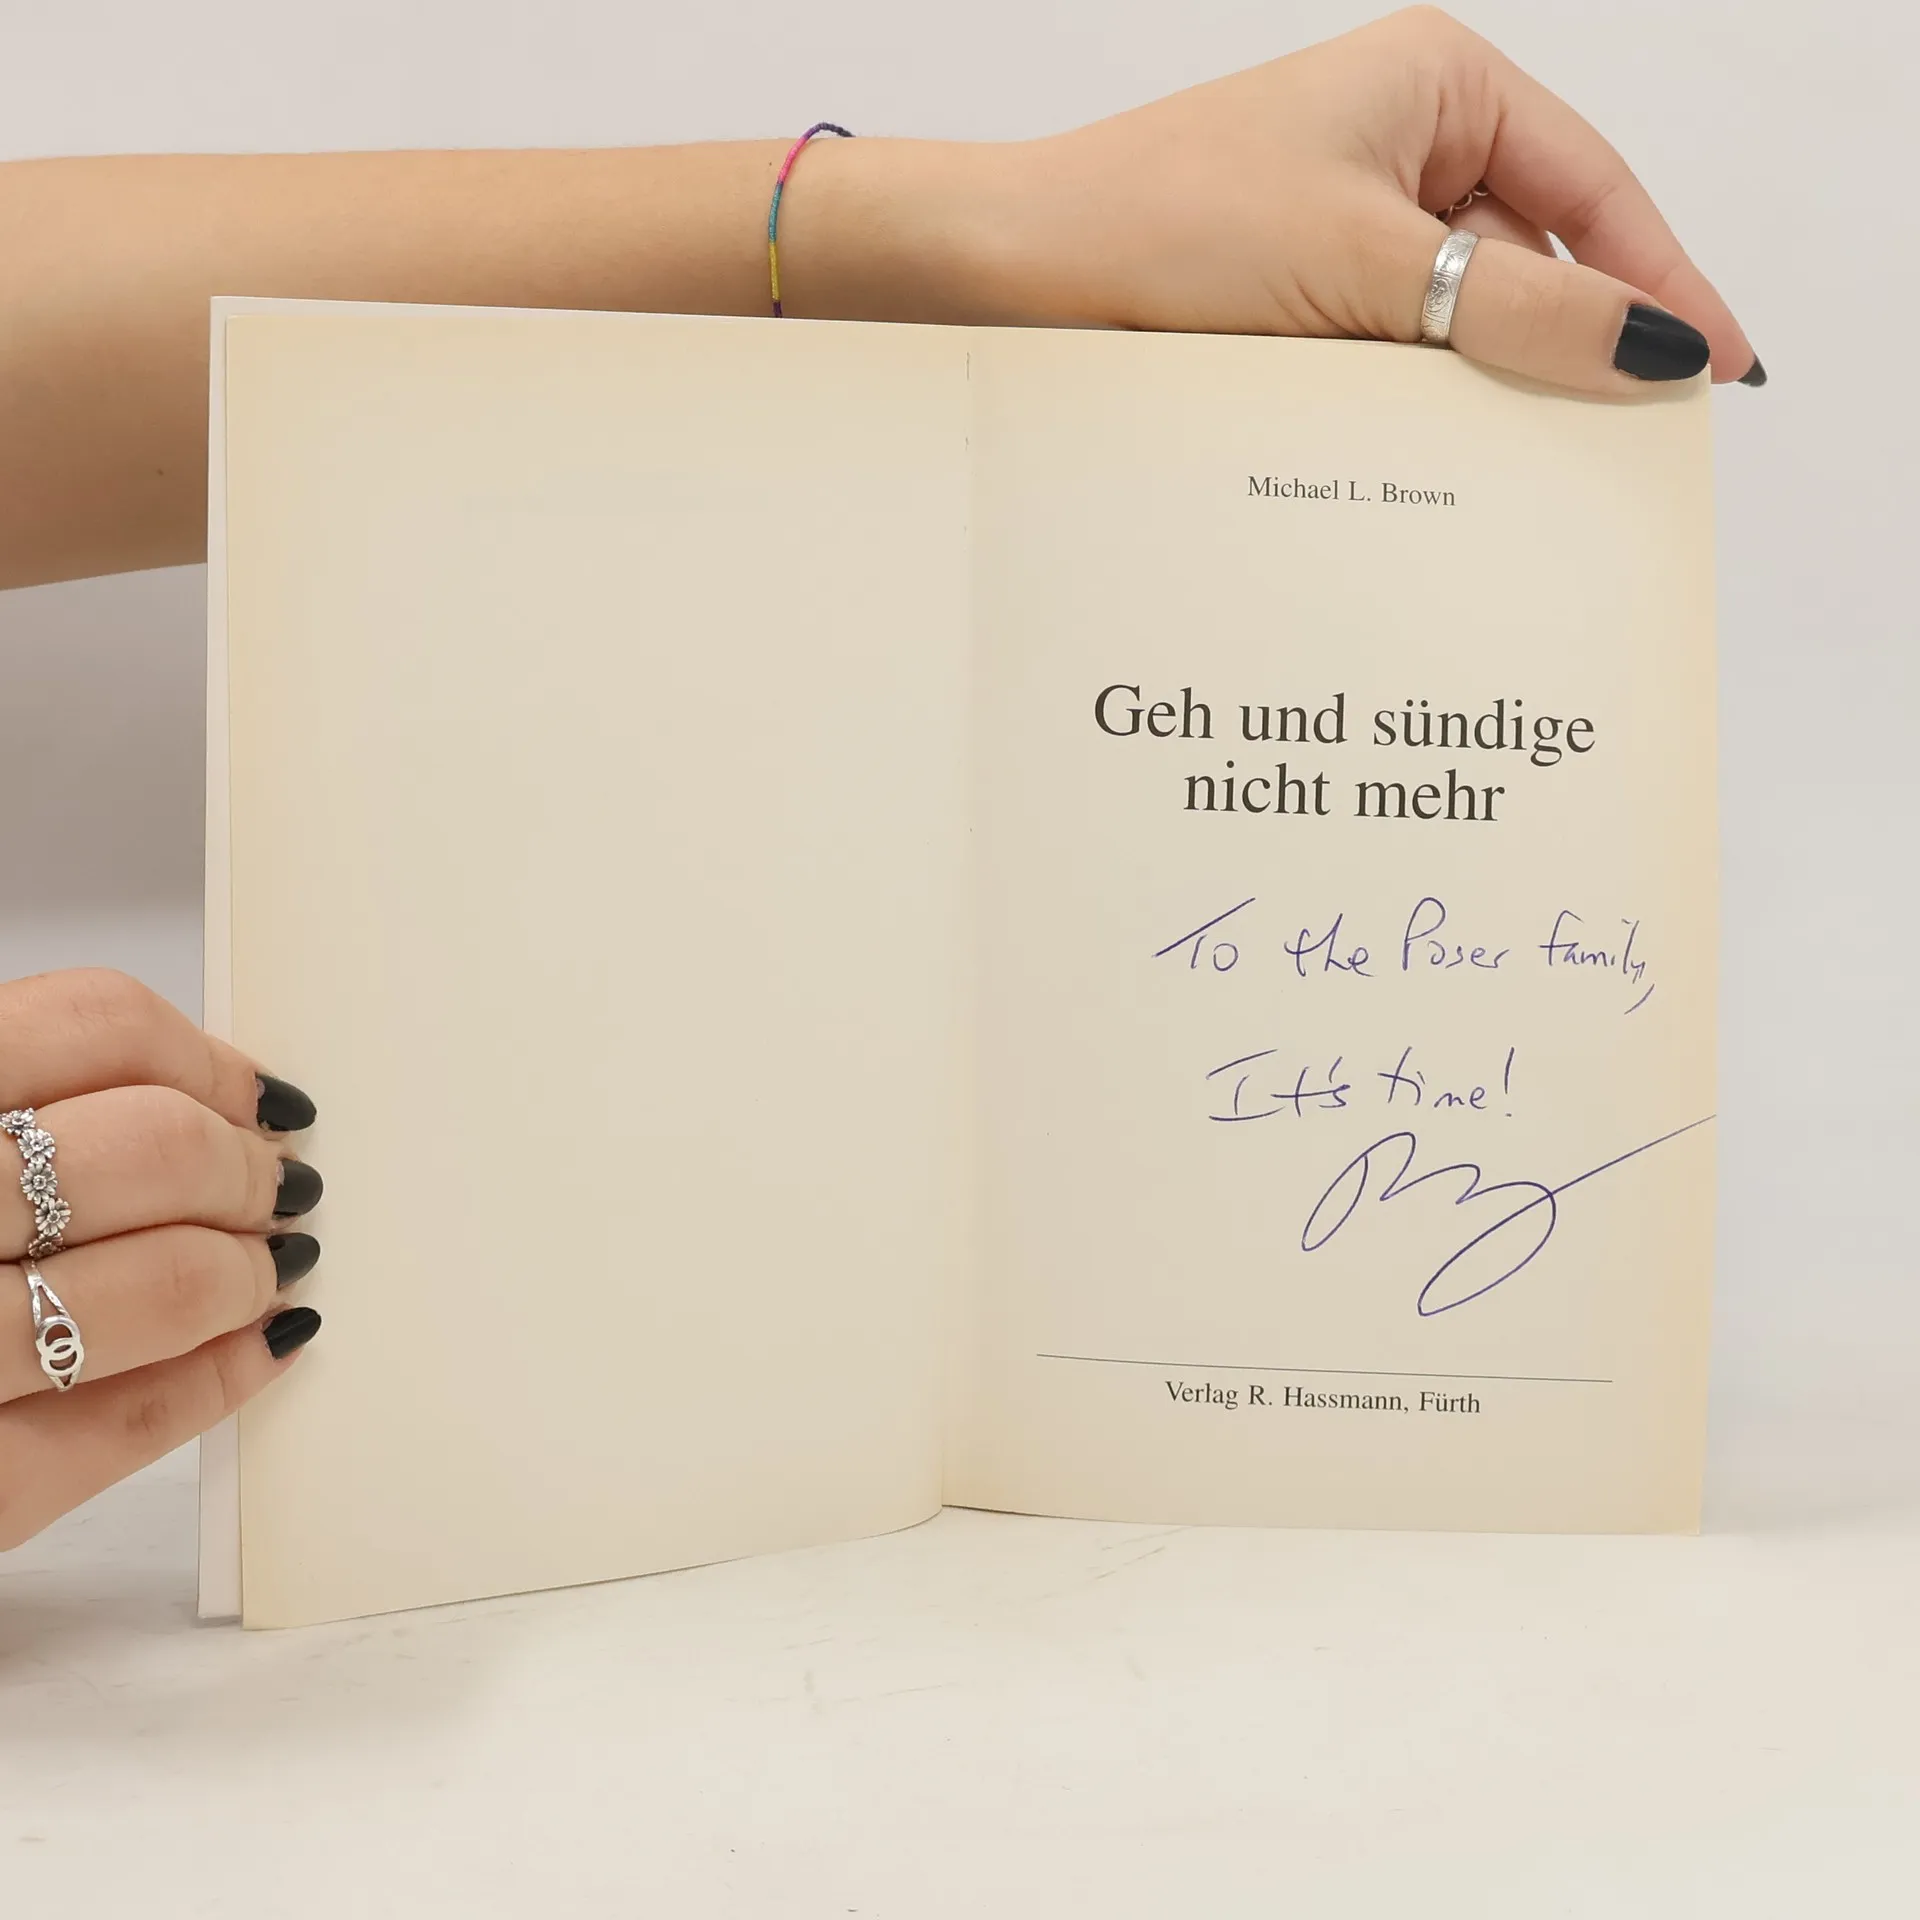 Michael L. Brown
Geh und sündige
nicht mehr
To the Poser family,
It's time!
Verlag R. Hassmann, Fürth